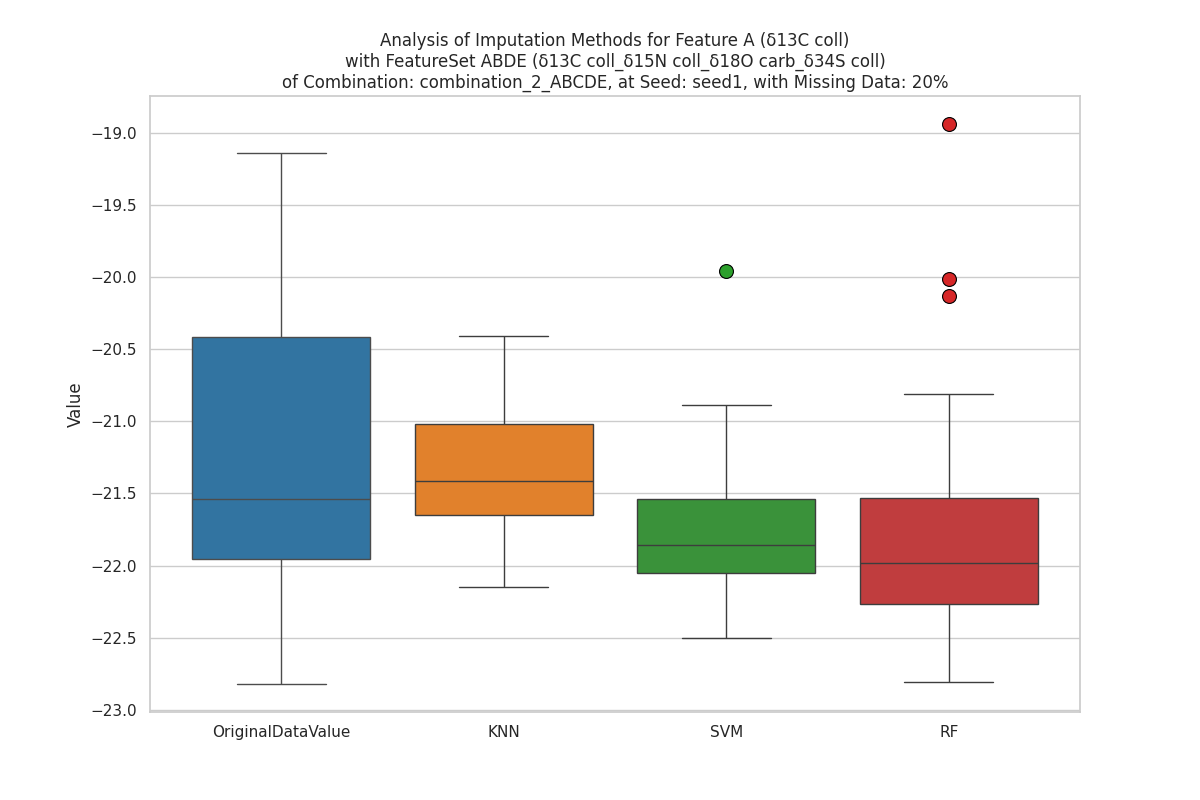 Analysis of Imputation Methods for Feature A (δ13C coll)
with FeatureSet ABDE (δ13C coll_δ15N coll_δ18O carb_δ34S coll)
of Combination: combination_2_ABCDE, at Seed: seed1, with Missing Data: 20%
Value
−19.0
−19.5
−20.0
−20.5
−21.0
−21.5
−22.0
−22.5
−23.0
OriginalDataValue
KNN
SVM
RF